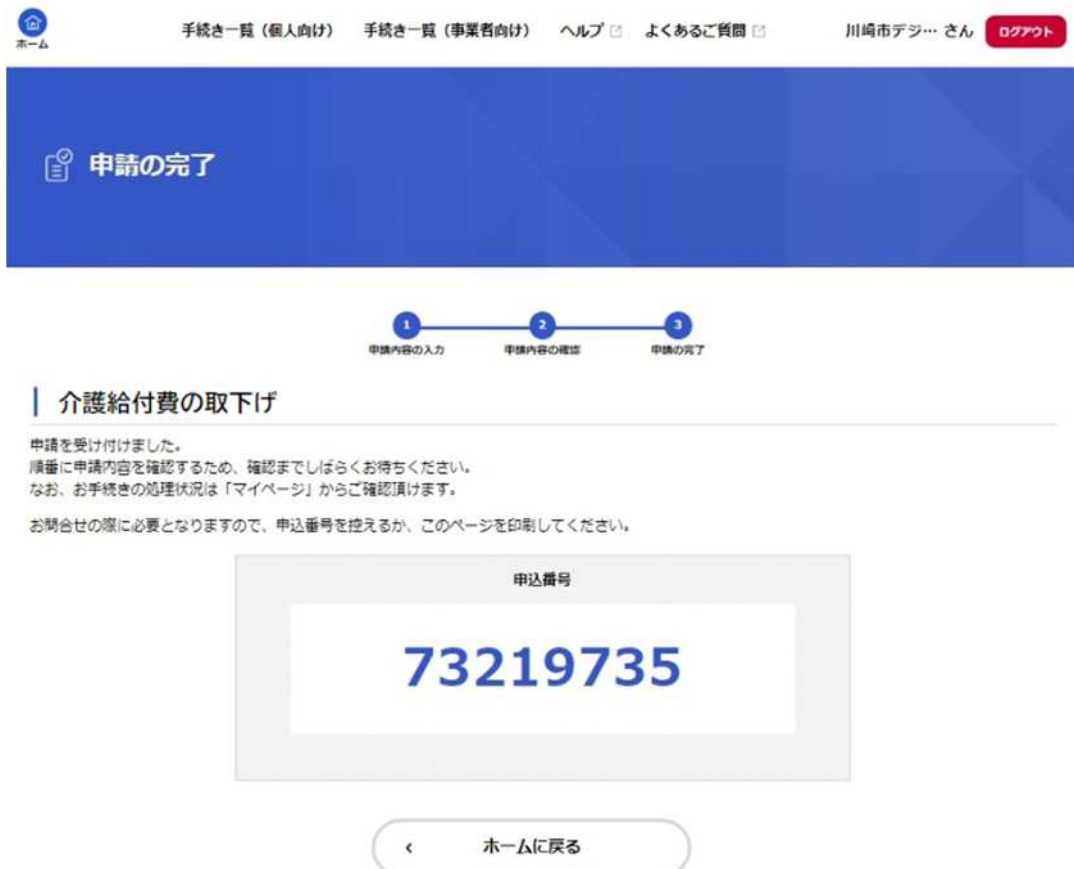 ホーム
手続き一覧（個人向け） 手続き一覧（事業者向け） ヘルプ よくあるご質問 川崎市デジ… さん ログアウト
申請の完了
1 2 3
申請内容の入力 申請内容の確認 申請の完了
介護給付費の取下げ
申請を受け付けました。
順番に申請内容を確認するため、確認までしばらくお待ちください。
なお、お手続きの処理状況は「マイページ」からご確認頂けます。
お問合せの際に必要となりますので、申込番号を控えるか、このページを印刷してください。
申込番号
73219735
‹ ホームに戻る